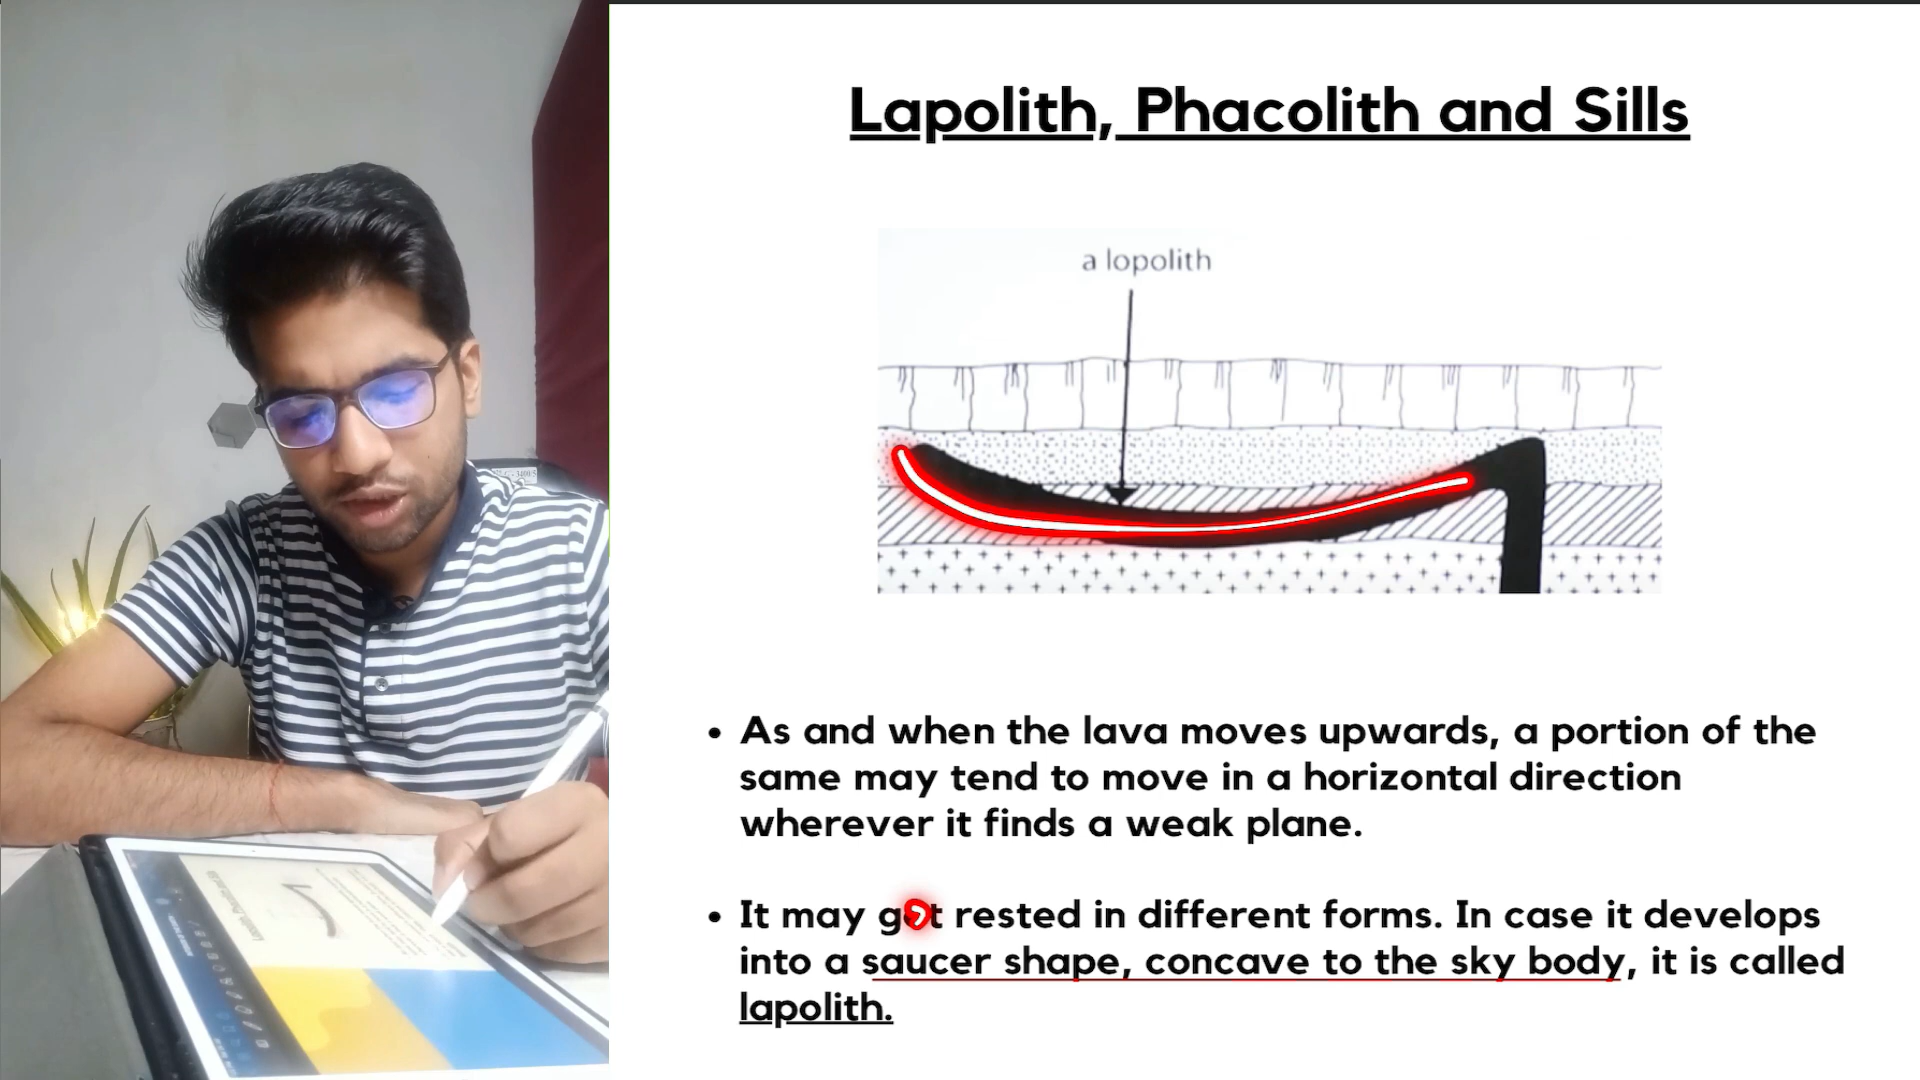 Lapolith, Phacolith and Sills
a lopolith
• As and when the lava moves upwards, a portion of the
same may tend to move in a horizontal direction
wherever it finds a weak plane.
• It may get rested in different forms. In case it develops
into a saucer shape, concave to the sky body, it is called
lapolith.